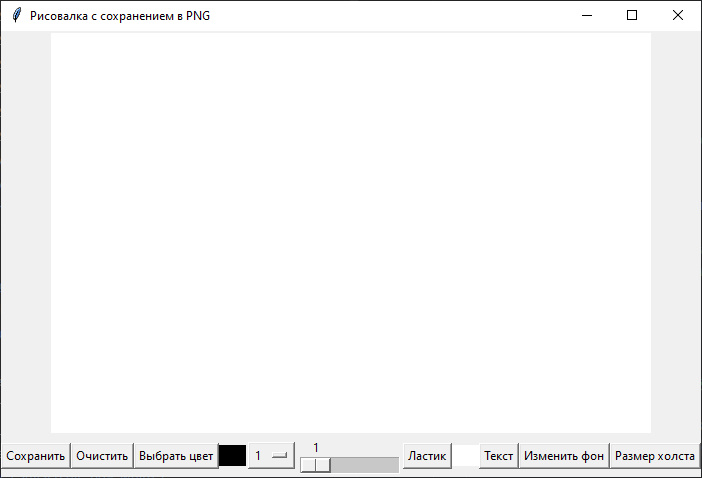 Рисовалка с сохранением в PNG
1
Сохранить Очистить Выбрать цвет 1 Ластик Текст Изменить фон Размер холста